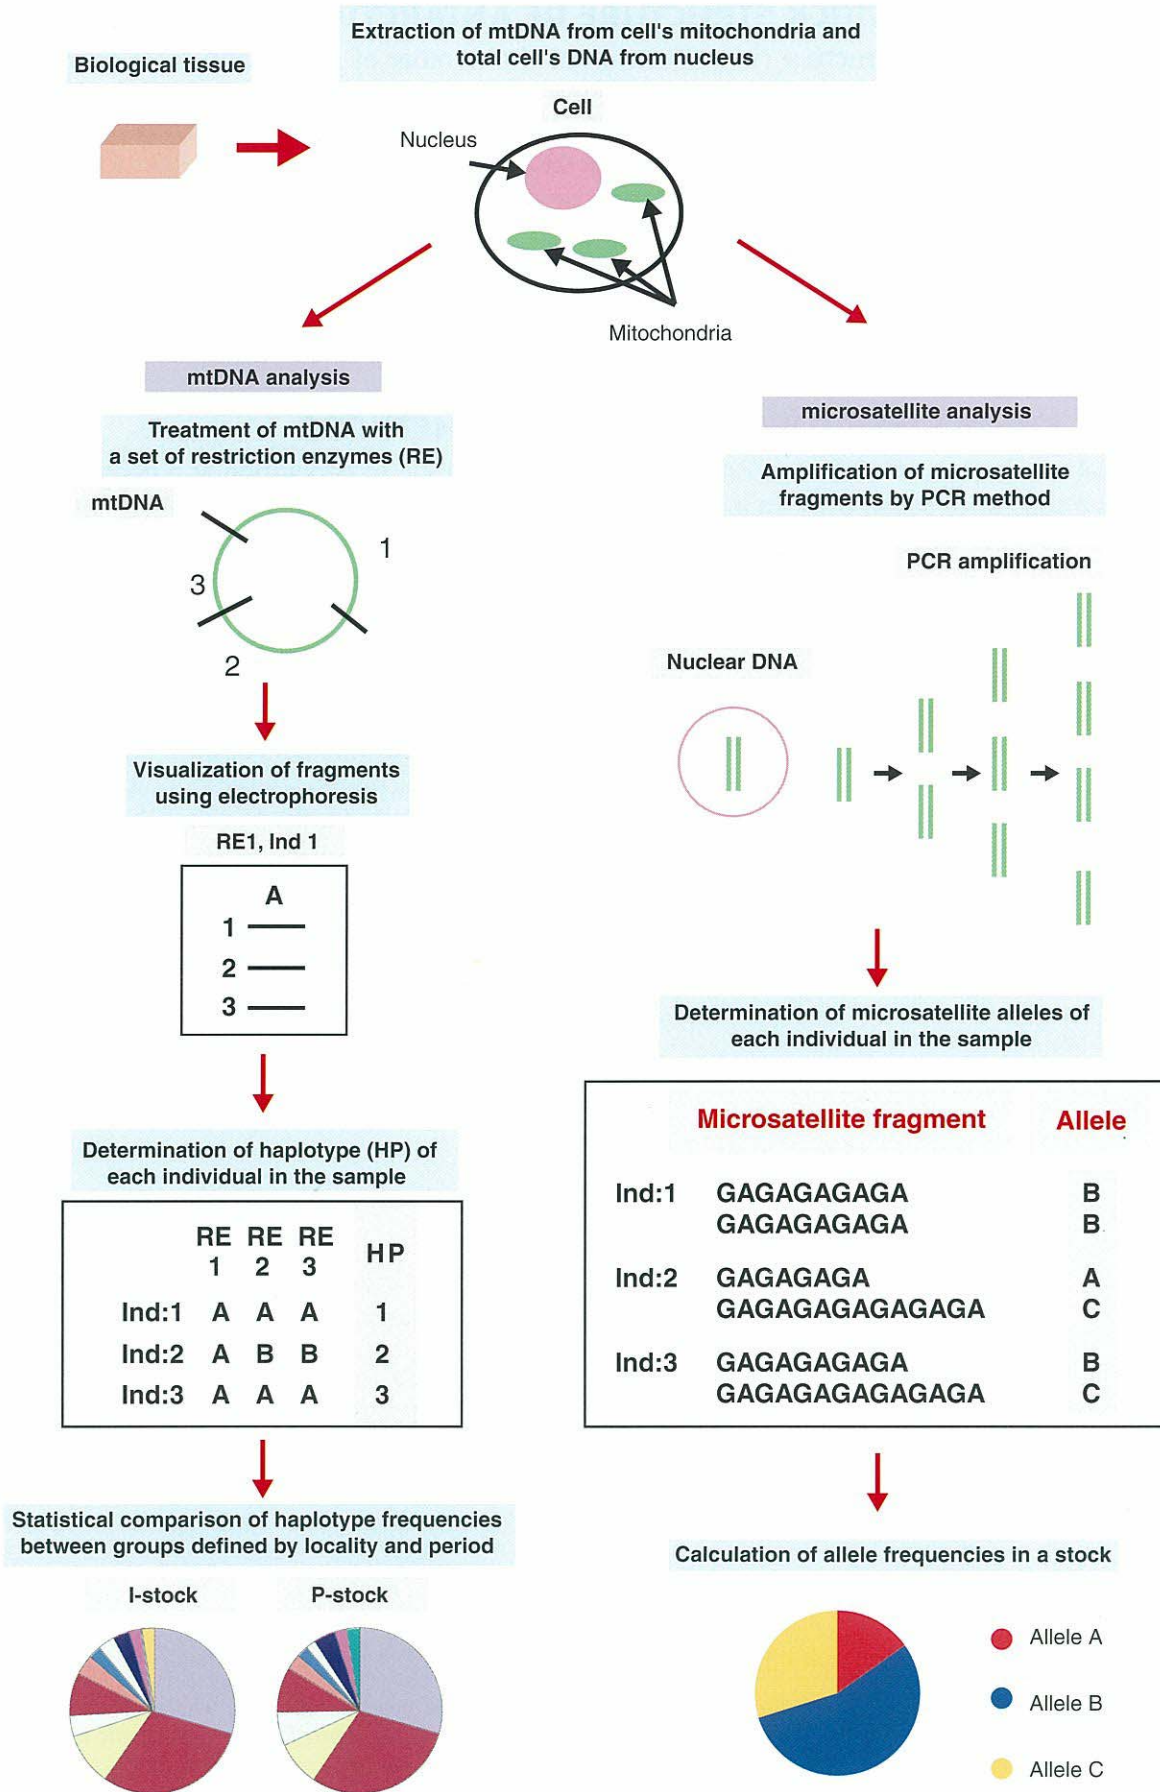 Extraction of mtDNA from cell's mitochondria and
total cell's DNA from nucleus
Biological tissue
Cell
Nucleus
Mitochondria
mtDNA analysis
Treatment of mtDNA with
a set of restriction enzymes (RE)
mtDNA
1
3
2
Visualization of fragments
using electrophoresis
RE1, Ind 1
A
1
2
3
Determination of haplotype (HP) of
each individual in the sample
RE RE RE HP
1 2 3
Ind:1 A A A 1
Ind:2 A B B 2
Ind:3 A A A 3
Statistical comparison of haplotype frequencies
between groups defined by locality and period
I-stock P-stock
microsatellite analysis
Amplification of microsatellite
fragments by PCR method
PCR amplification
Nuclear DNA
Determination of microsatellite alleles of
each individual in the sample
Microsatellite fragment Allele
Ind:1 GAGAGAGAGA B
GAGAGAGAGA B
Ind:2 GAGAGAGA A
GAGAGAGAGAGAGA C
Ind:3 GAGAGAGAGA B
GAGAGAGAGAGAGA C
Calculation of allele frequencies in a stock
Allele A
Allele B
Allele C